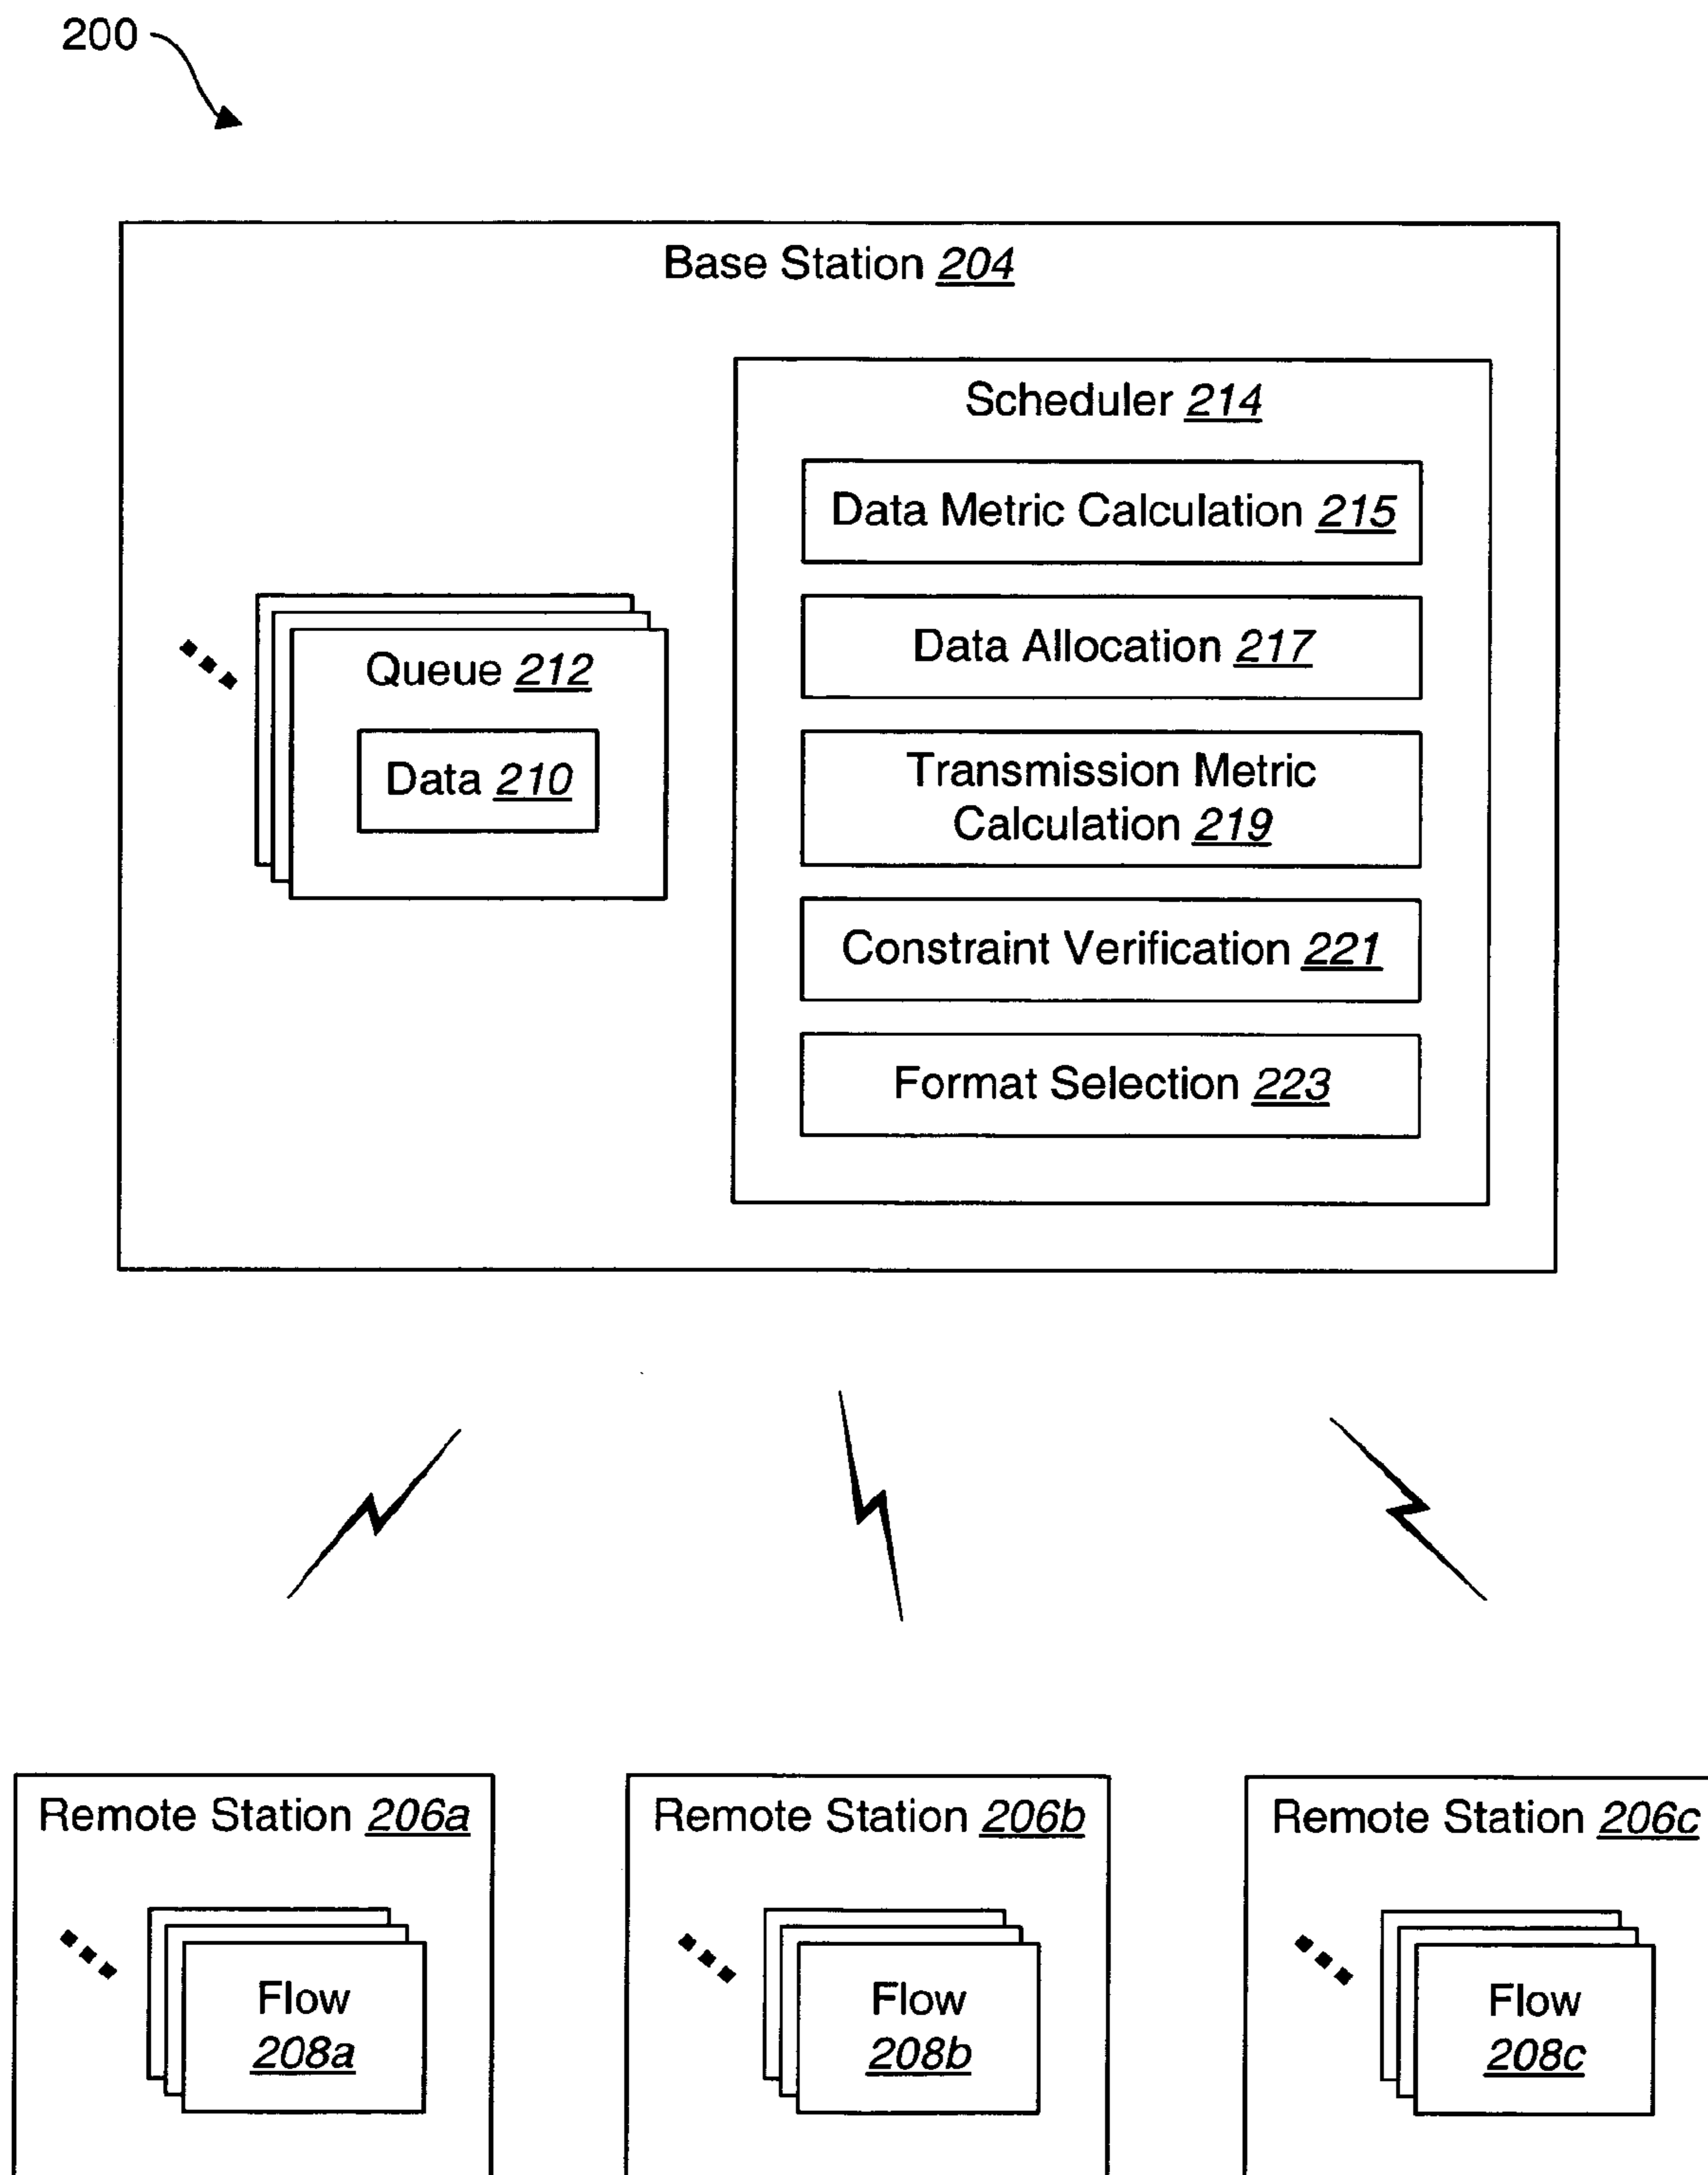 200
Base Station 204
Scheduler 214
Data Metric Calculation 215
Data Allocation 217
Transmission Metric
Calculation 219
Constraint Verification 221
Format Selection 223
Queue 212
Data 210
Remote Station 206a
Flow
208a
Remote Station 206b
Flow
208b
Remote Station 206c
Flow
208c